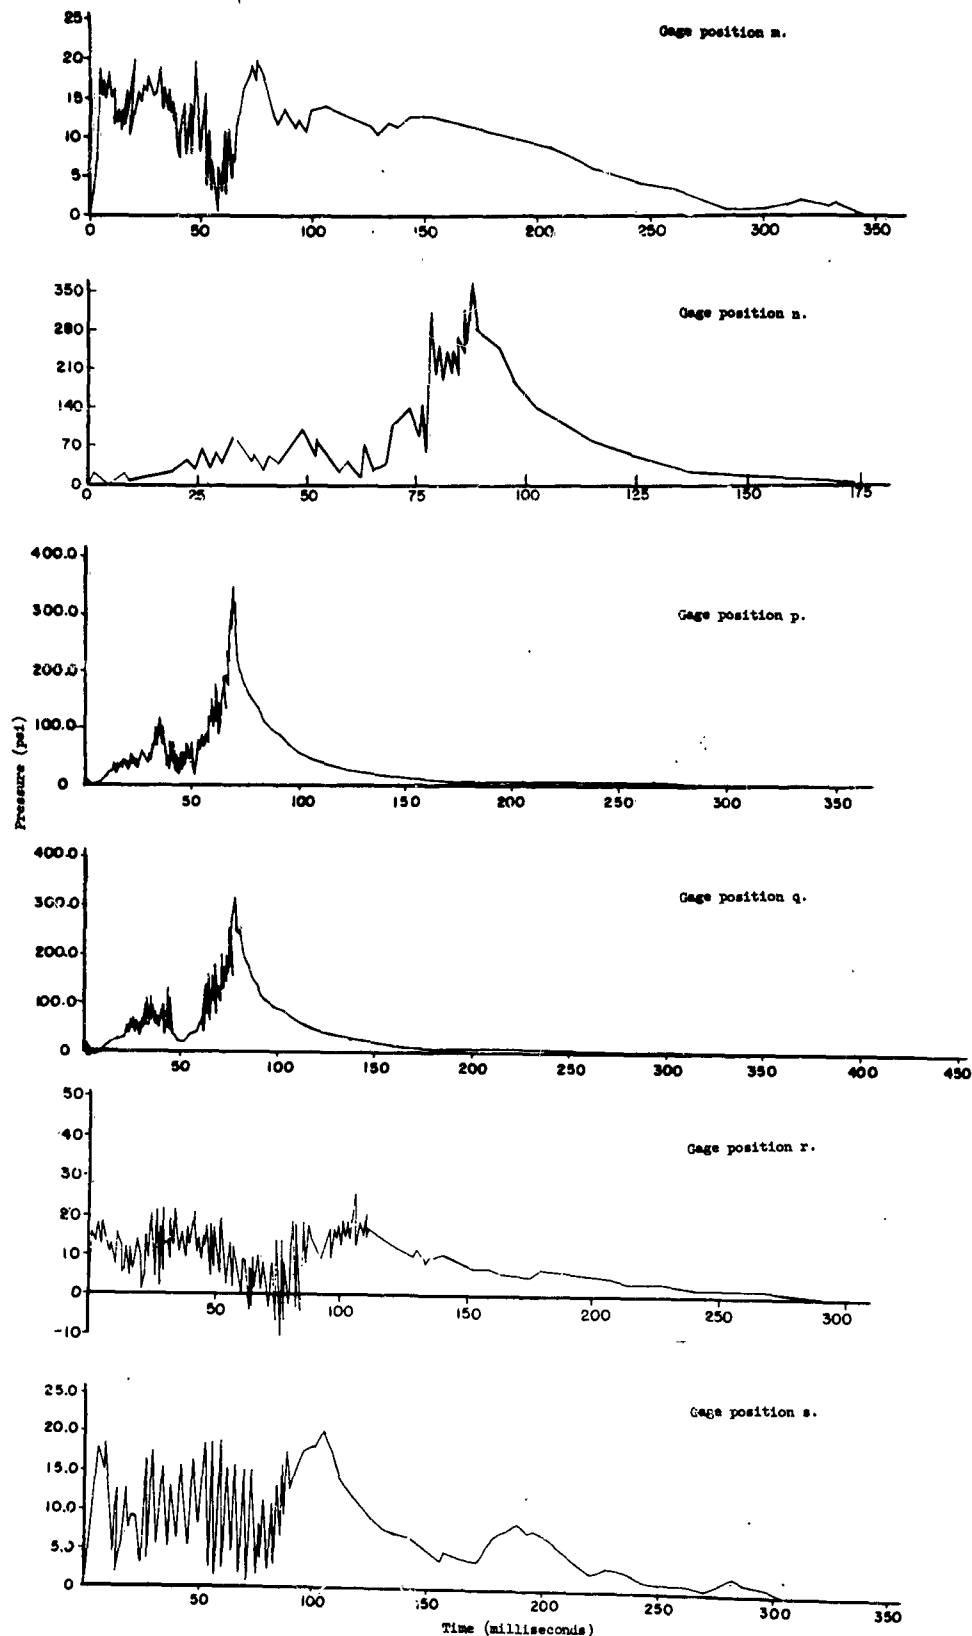 Gage position m.
25
20
15
10
5
0
0 50 100 150 200 250 300 350
Gage position n.
350
280
210
140
70
0
0 25 50 75 100 125 150 175
Gage position p.
400.0
300.0
200.0
100.0
0
50 100 150 200 250 300 350
Pressure (psi)
Gage position q.
400.0
300.0
200.0
100.0
0
50 100 150 200 250 300 350 400 450
Gage position r.
50
40
30
20
10
0
-10
50 100 150 200 250 300
Gage position s.
25.0
20.0
15.0
10.0
5.0
0
50 100 150 200 250 300 350
Time (milliseconds)